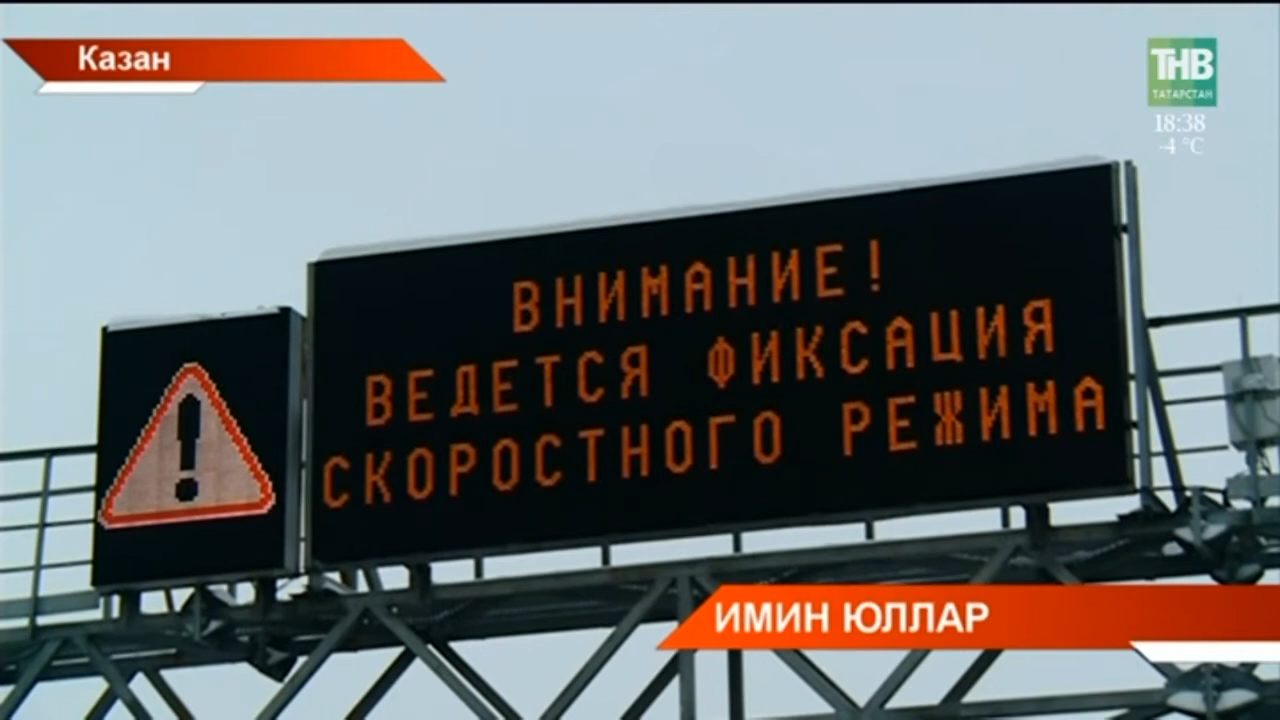 Казан
ТНВ
ТАТАРСТАН
18:38
-4 °C
ВНИМАНИЕ!
ВЕДЕТСЯ ФИКСАЦИЯ
СКОРОСТНОГО РЕЖИМА
ИМИН ЮЛЛАР